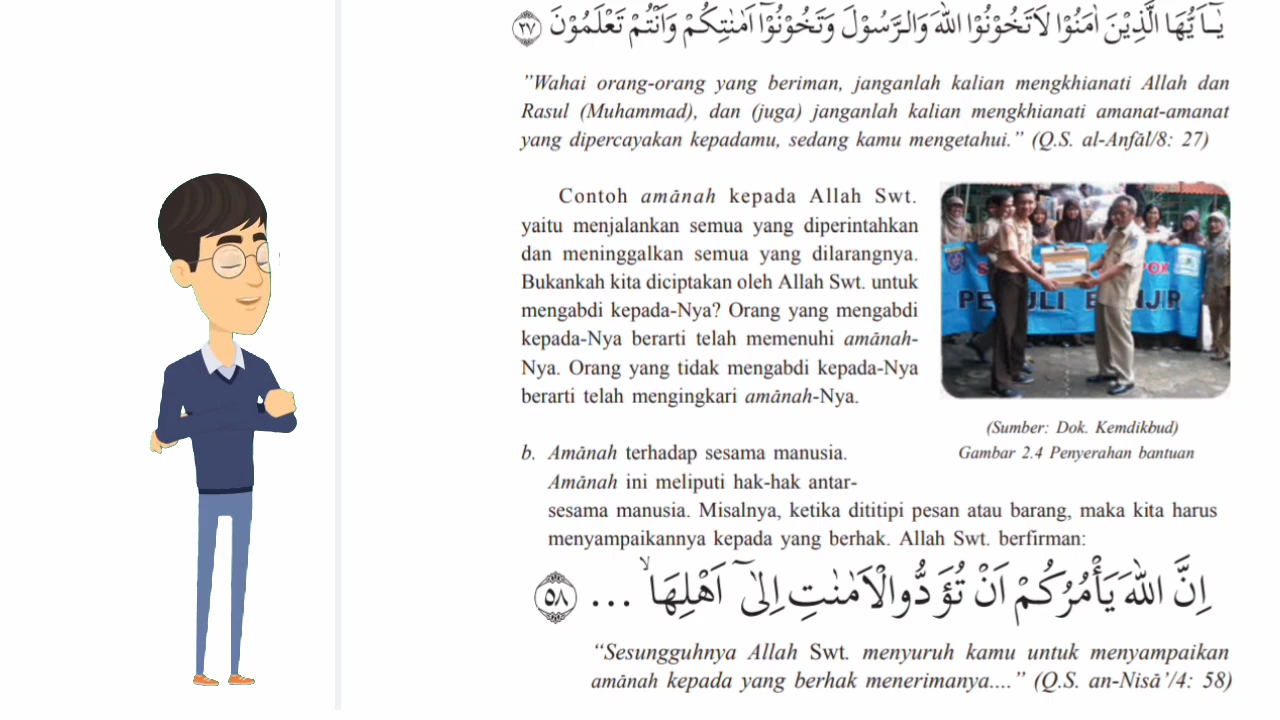 يٰٓاَيُّهَا الَّذِيْنَ اٰمَنُوْا لَا تَخُوْنُوا اللّٰهَ وَالرَّسُوْلَ وَتَخُوْنُوْٓا اَمٰنٰتِكُمْ وَاَنْتُمْ تَعْلَمُوْنَ ٢٧
"Wahai orang-orang yang beriman, janganlah kalian mengkhianati Allah dan
Rasul (Muhammad), dan (juga) janganlah kalian mengkhianati amanat-amanat
yang dipercayakan kepadamu, sedang kamu mengetahui." (Q.S. al-Anfāl/8: 27)
Contoh amānah kepada Allah Swt.
yaitu menjalankan semua yang diperintahkan
dan meninggalkan semua yang dilarangnya.
Bukankah kita diciptakan oleh Allah Swt. untuk
mengabdi kepada-Nya? Orang yang mengabdi
kepada-Nya berarti telah memenuhi amānah-
Nya. Orang yang tidak mengabdi kepada-Nya
berarti telah mengingkari amānah-Nya.
(Sumber: Dok. Kemdikbud)
Gambar 2.4 Penyerahan bantuan
b. Amānah terhadap sesama manusia.
Amānah ini meliputi hak-hak antar-
sesama manusia. Misalnya, ketika dititipi pesan atau barang, maka kita harus
menyampaikannya kepada yang berhak. Allah Swt. berfirman:
اِنَّ اللّٰهَ يَأْمُرُكُمْ اَنْ تُؤَدُّوا الْاَمٰنٰتِ اِلٰٓى اَهْلِهَاۙ ... ٥٨
"Sesungguhnya Allah Swt. menyuruh kamu untuk menyampaikan
amānah kepada yang berhak menerimanya...." (Q.S. an-Nisā'/4: 58)